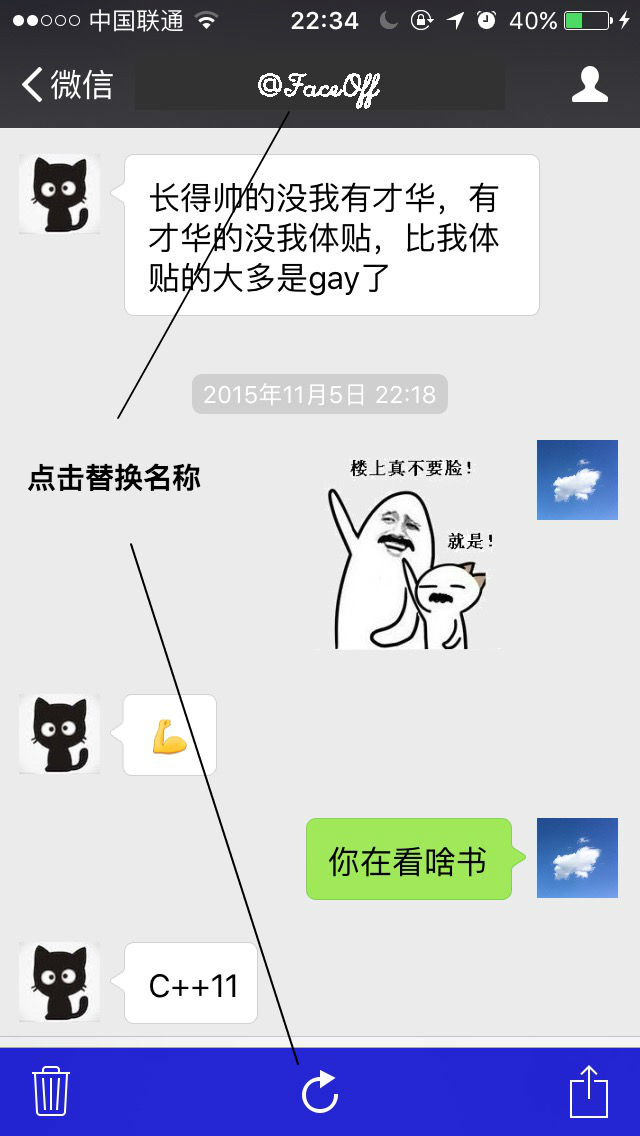 中国联通
22:34
40%
微信
@FaceOff
长得帅的没我有才华，有
才华的没我体贴，比我体
贴的大多是gay了
2015年11月5日 22:18
点击替换名称
楼上真不要脸！
就是！
你在看啥书
C++11